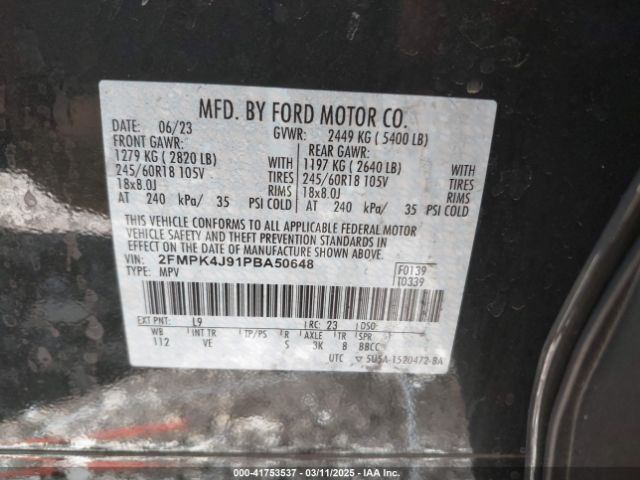 MFD. BY FORD MOTOR CO.
DATE: 06/23 GVWR: 2449 KG (5400 LB)
FRONT GAWR: REAR GAWR:
1279 KG (2820 LB) WITH 1197 KG (2640 LB) WITH
245/60R18 105V TIRES 245/60R18 105V TIRES
18x8.0J RIMS 18x8.0J RIMS
AT 240 kPa/ 35 PSI COLD AT 240 kPa/ 35 PSI COLD
THIS VEHICLE CONFORMS TO ALL APPLICABLE FEDERAL MOTOR
VEHICLE SAFETY AND THEFT PREVENTION STANDARDS IN
EFFECT ON THE DATE OF MANUFACTURE SHOWN ABOVE.
VIN: 2FMPK4J91PBA50648 F0139
TYPE: MPV T0339
EXT PNT: L9 RC: 23 DSO:
WB INT TR TP/PS R AXLE TR SPR
112 VE S 3K B BBCC
UTC 5U5A-1520472-BA
000-41753537 - 03/11/2025 - IAA Inc.